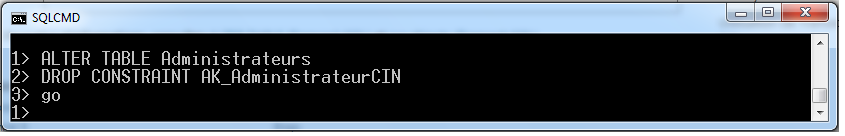 SQLCMD
1> ALTER TABLE Administrateurs
2> DROP CONSTRAINT AK_AdministrateurCIN
3> go
1>